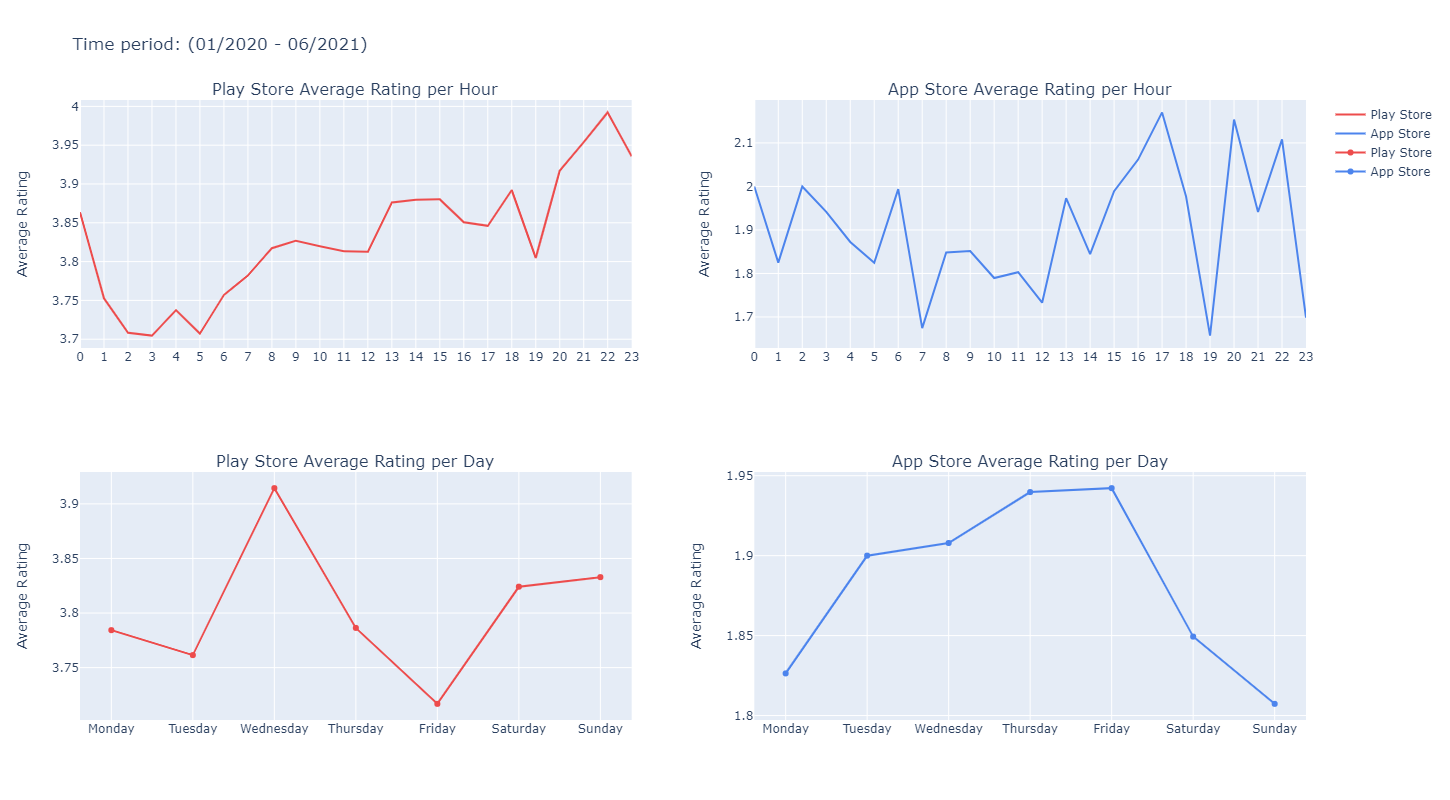 Time period: (01/2020 - 06/2021)
Play Store Average Rating per Hour
Average Rating
4
3.95
3.9
3.85
3.8
3.75
3.7
0 1 2 3 4 5 6 7 8 9 10 11 12 13 14 15 16 17 18 19 20 21 22 23
App Store Average Rating per Hour
Average Rating
2.1
2
1.9
1.8
1.7
0 1 2 3 4 5 6 7 8 9 10 11 12 13 14 15 16 17 18 19 20 21 22 23
Play Store
App Store
Play Store
App Store
Play Store Average Rating per Day
Average Rating
3.9
3.85
3.8
3.75
Monday Tuesday Wednesday Thursday Friday Saturday Sunday
App Store Average Rating per Day
Average Rating
1.95
1.9
1.85
1.8
Monday Tuesday Wednesday Thursday Friday Saturday Sunday